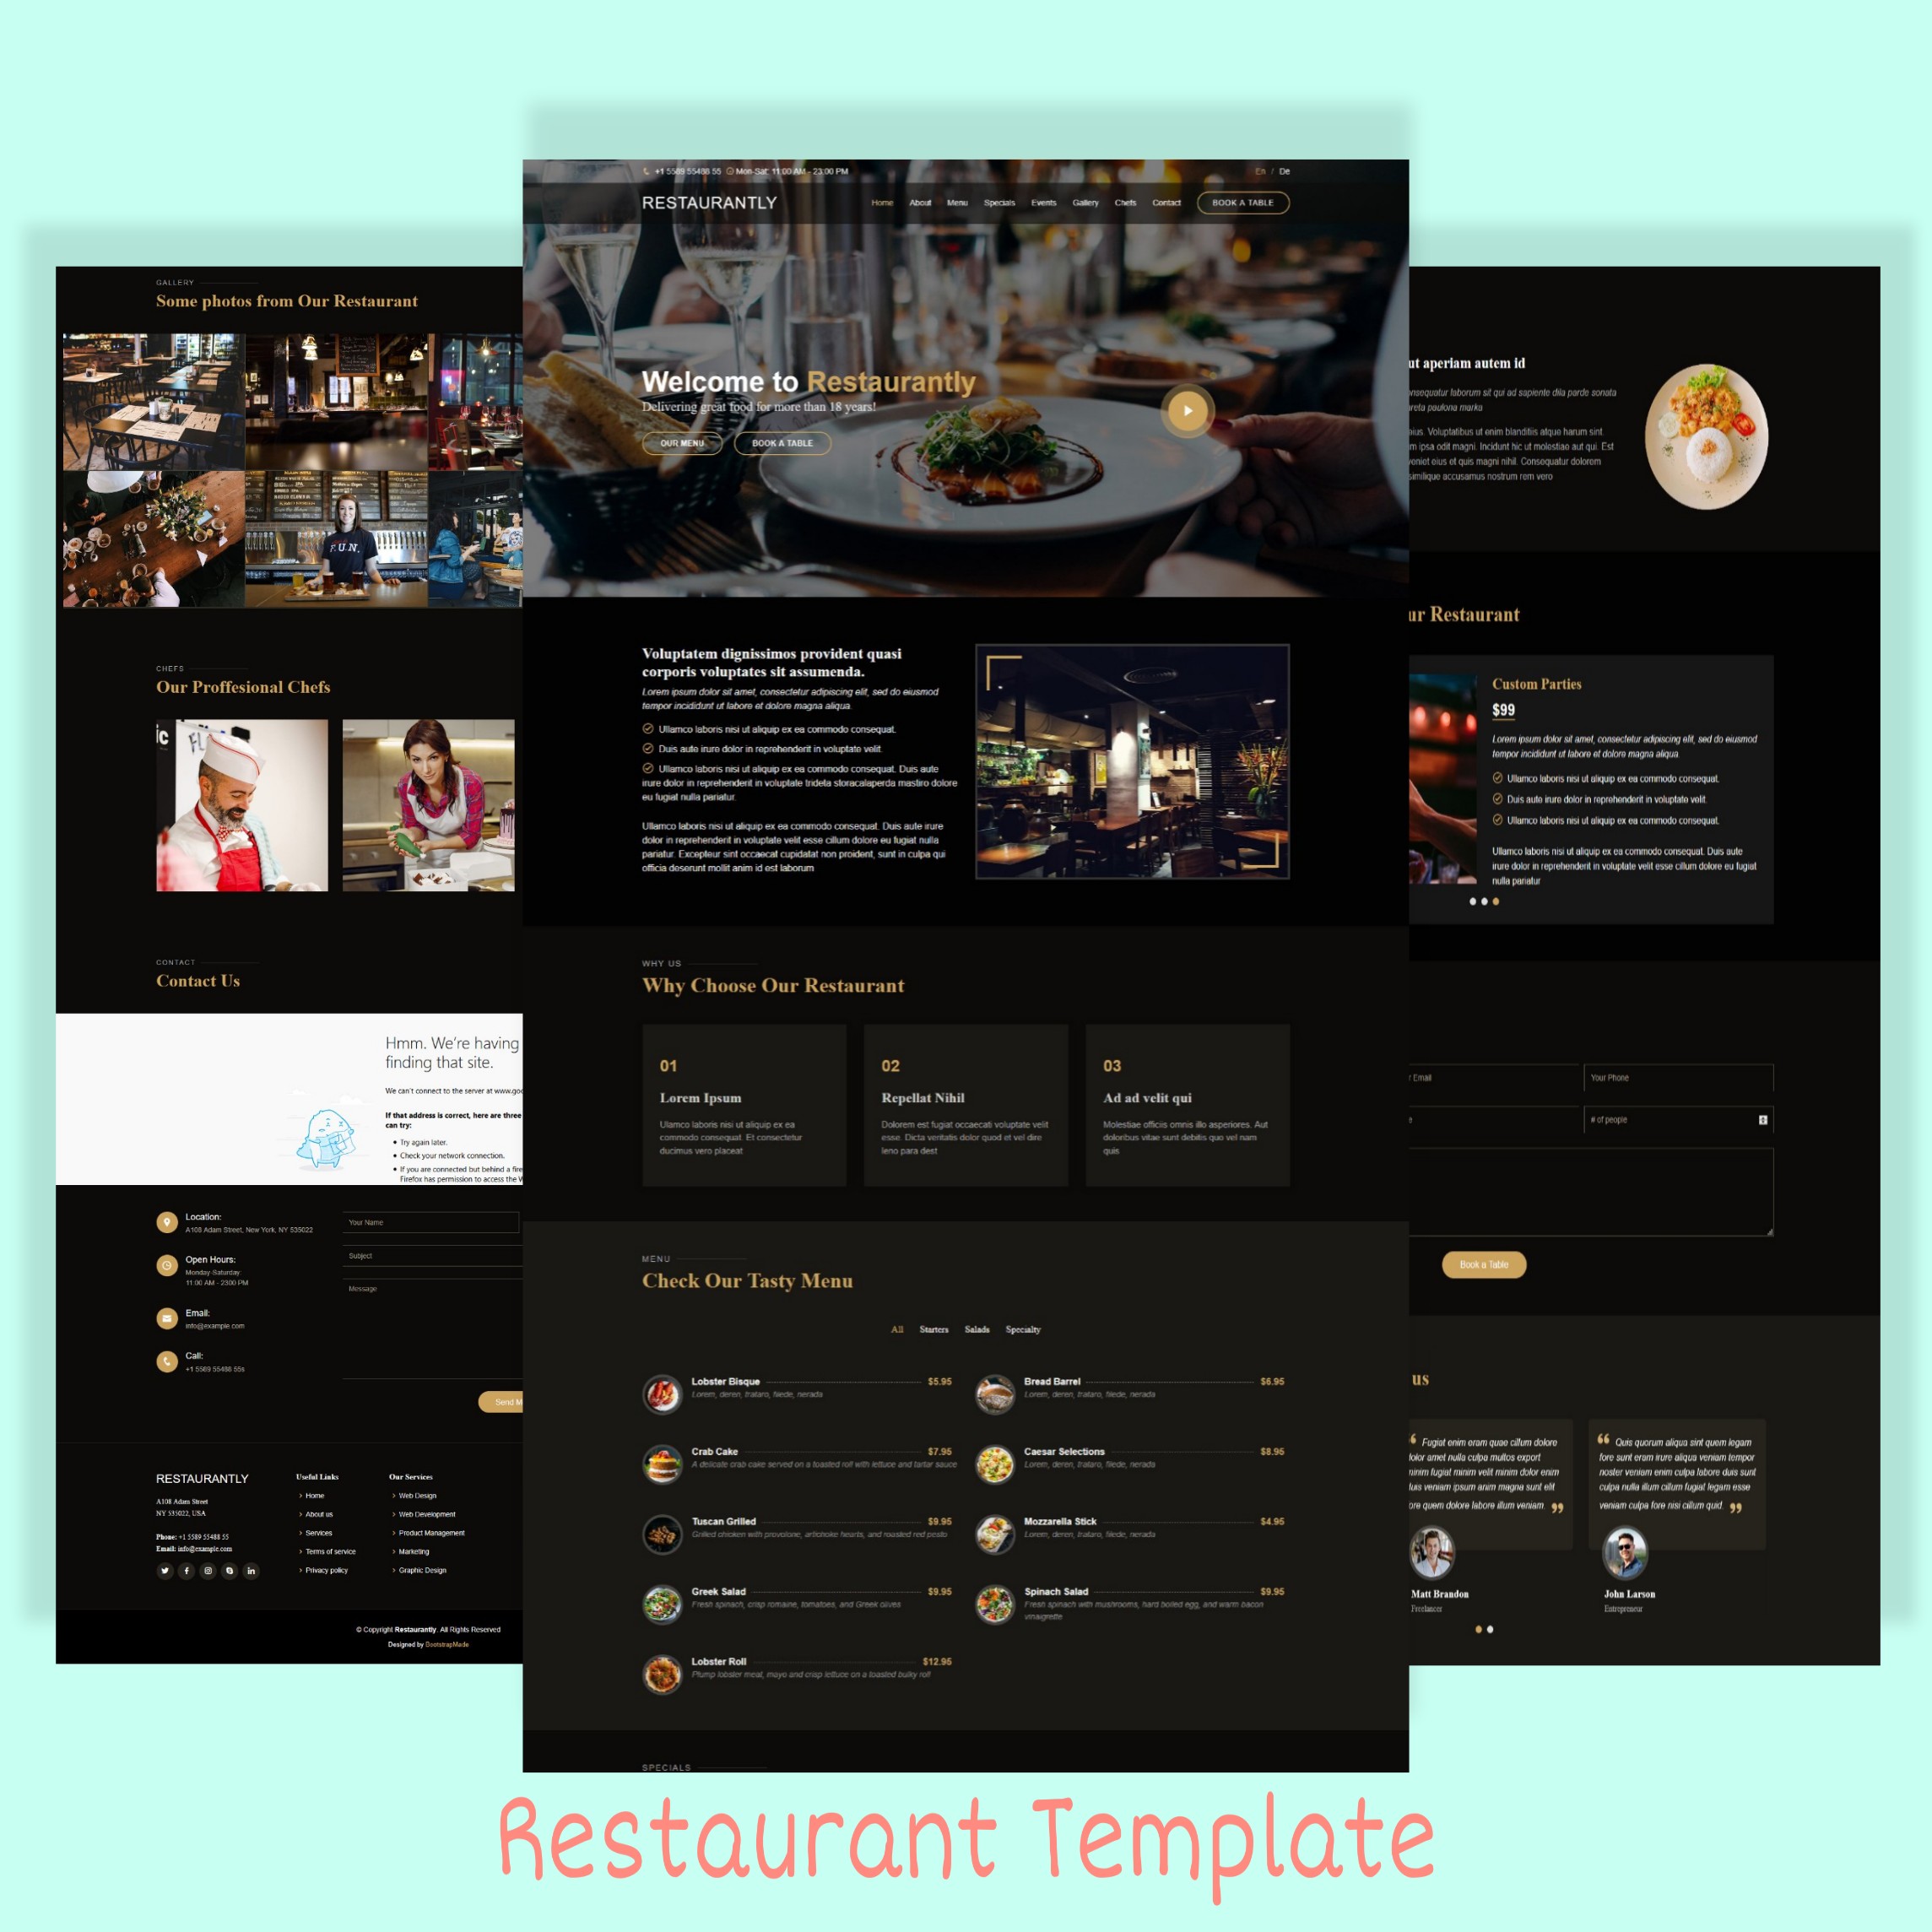 GALLERY
Some photos from Our Restaurant
F.U.N.
CHEFS
Our Proffesional Chefs
CONTACT
Contact Us
Hmm. We're having
finding that site.
We can't connect to the server at www.goo
If that address is correct, here are three
can try:
• Try again later.
• Check your network connection.
• If you are connected but behind a fire
Firefox has permission to access the W
Location:
A108 Adam Street, New York, NY 535022
Open Hours:
Monday-Saturday:
11:00 AM - 2300 PM
Email:
info@example.com
Call:
+1 5589 55488 55s
Your Name
Subject
Message
Send M
RESTAURANTLY
A108 Adam Street
NY 535022, USA
Phone: +1 5589 55488 55
Email: info@example.com
Useful Links
> Home
> About us
> Services
> Terms of service
> Privacy policy
Our Services
> Web Design
> Web Development
> Product Management
> Marketing
> Graphic Design
© Copyright Restaurantly. All Rights Reserved
Designed by BootstrapMade
+1 5589 55488 55 Mon-Sat: 11:00 AM - 23:00 PM
En / De
RESTAURANTLY
Home About Menu Specials Events Gallery Chefs Contact BOOK A TABLE
Welcome to Restaurantly
Delivering great food for more than 18 years!
OUR MENU BOOK A TABLE
Voluptatem dignissimos provident quasi
corporis voluptates sit assumenda.
Lorem ipsum dolor sit amet, consectetur adipiscing elit, sed do eiusmod
tempor incididunt ut labore et dolore magna aliqua.
Ullamco laboris nisi ut aliquip ex ea commodo consequat.
Duis aute irure dolor in reprehenderit in voluptate velit.
Ullamco laboris nisi ut aliquip ex ea commodo consequat. Duis aute
irure dolor in reprehenderit in voluptate trideta storacalaperda mastiro dolore
eu fugiat nulla pariatur.
Ullamco laboris nisi ut aliquip ex ea commodo consequat. Duis aute irure
dolor in reprehenderit in voluptate velit esse cillum dolore eu fugiat nulla
pariatur. Excepteur sint occaecat cupidatat non proident, sunt in culpa qui
officia deserunt mollit anim id est laborum
WHY US
Why Choose Our Restaurant
01
Lorem Ipsum
Ulamco laboris nisi ut aliquip ex ea
commodo consequat. Et consectetur
ducimus vero placeat
02
Repellat Nihil
Dolorem est fugiat occaecati voluptate velit
esse. Dicta veritatis dolor quod et vel dire
leno para dest
03
Ad ad velit qui
Molestiae officiis omnis illo asperiores. Aut
doloribus vitae sunt debitis quo vel nam
quis
MENU
Check Our Tasty Menu
All Starters Salads Specialty
Lobster Bisque $5.95
Lorem, deren, trataro, filede, nerada
Bread Barrel $6.95
Lorem, deren, trataro, filede, nerada
Crab Cake $7.95
A delicate crab cake served on a toasted roll with lettuce and tartar sauce
Caesar Selections $8.95
Lorem, deren, trataro, filede, nerada
Tuscan Grilled $9.95
Grilled chicken with provolone, artichoke hearts, and roasted red pesto
Mozzarella Stick $4.95
Lorem, deren, trataro, filede, nerada
Greek Salad $9.95
Fresh spinach, crisp romaine, tomatoes, and Greek olives
Spinach Salad $9.95
Fresh spinach with mushrooms, hard boiled egg, and warm bacon
vinaigrette
Lobster Roll $12.95
Plump lobster meat, mayo and crisp lettuce on a toasted bulky roll
SPECIALS
ut aperiam autem id
nsequatur laborum sit qui ad sapiente dila parde sonata
reta paulona marka
eius. Voluptatibus ut enim blanditiis atque harum sint.
m ipsa odit magni. Incidunt hic ut molestiae aut qui. Est
veniet eius et quis magni nihil. Consequatur dolorem
similique accusamus nostrum rem vero
ur Restaurant
Custom Parties
$99
Lorem ipsum dolor sit amet, consectetur adipiscing elit, sed do eiusmod
tempor incididunt ut labore et dolore magna aliqua.
Ullamco laboris nisi ut aliquip ex ea commodo consequat.
Duis aute irure dolor in reprehenderit in voluptate velit.
Ullamco laboris nisi ut aliquip ex ea commodo consequat.
Ullamco laboris nisi ut aliquip ex ea commodo consequat. Duis aute
irure dolor in reprehenderit in voluptate velit esse cillum dolore eu fugiat
nulla pariatur
r Email
Your Phone
e
# of people
Book a Table
us
Fugiat enim eram quae cillum dolore
dolor amet nulla culpa multos export
minim fugiat minim velit minim dolor enim
duis veniam ipsum anim magna sunt elit
ore quem dolore labore illum veniam.
Matt Brandon
Freelancer
Quis quorum aliqua sint quem legam
fore sunt eram irure aliqua veniam tempor
noster veniam enim culpa labore duis sunt
culpa nulla illum cillum fugiat legam esse
veniam culpa fore nisi cillum quid.
John Larson
Entrepreneur
Restaurant Template